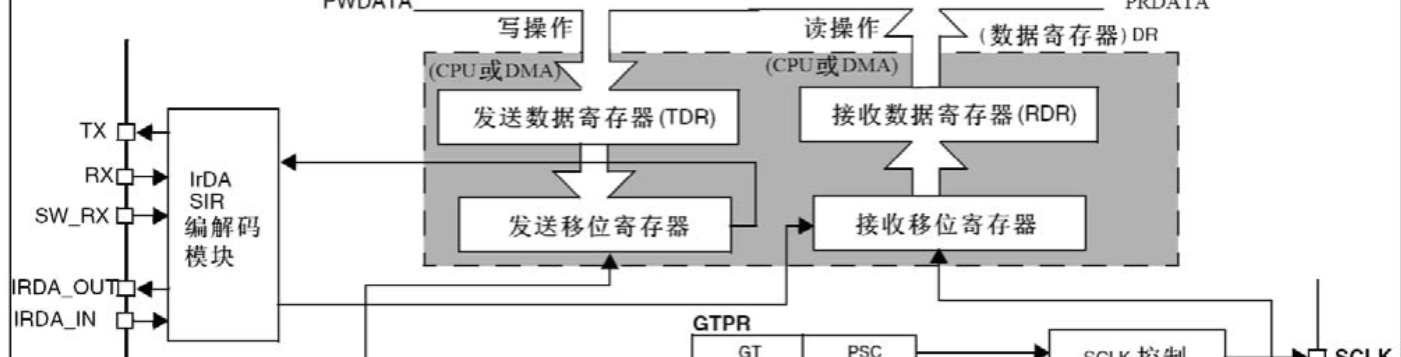 PWDATA
PRDATA
写操作
读操作
(数据寄存器) DR
(CPU或DMA)
(CPU或DMA)
发送数据寄存器(TDR)
接收数据寄存器(RDR)
TX
RX
SW_RX
IrDA
SIR
编解码
模块
发送移位寄存器
接收移位寄存器
IRDA_OUT
IRDA_IN
GTPR
GT
PSC
SCLK 控制
SCLK